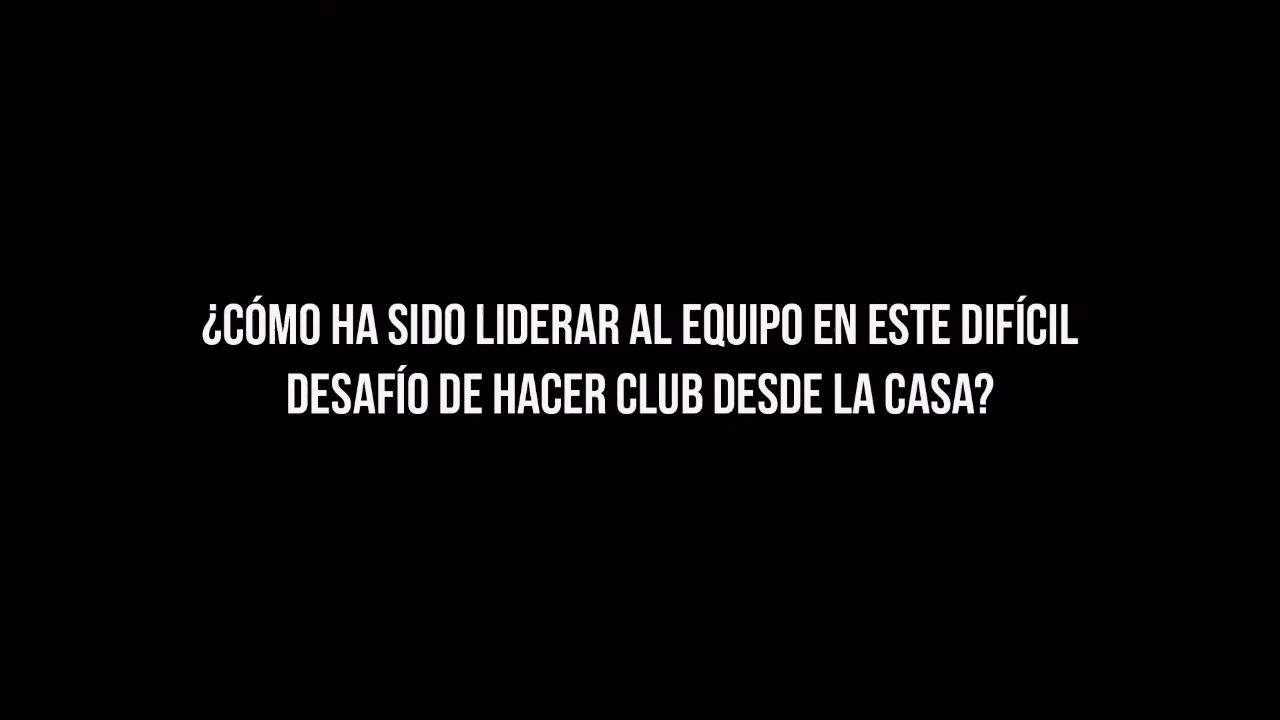 ¿CÓMO HA SIDO LIDERAR AL EQUIPO EN ESTE DIFÍCIL
DESAFÍO DE HACER CLUB DESDE LA CASA?